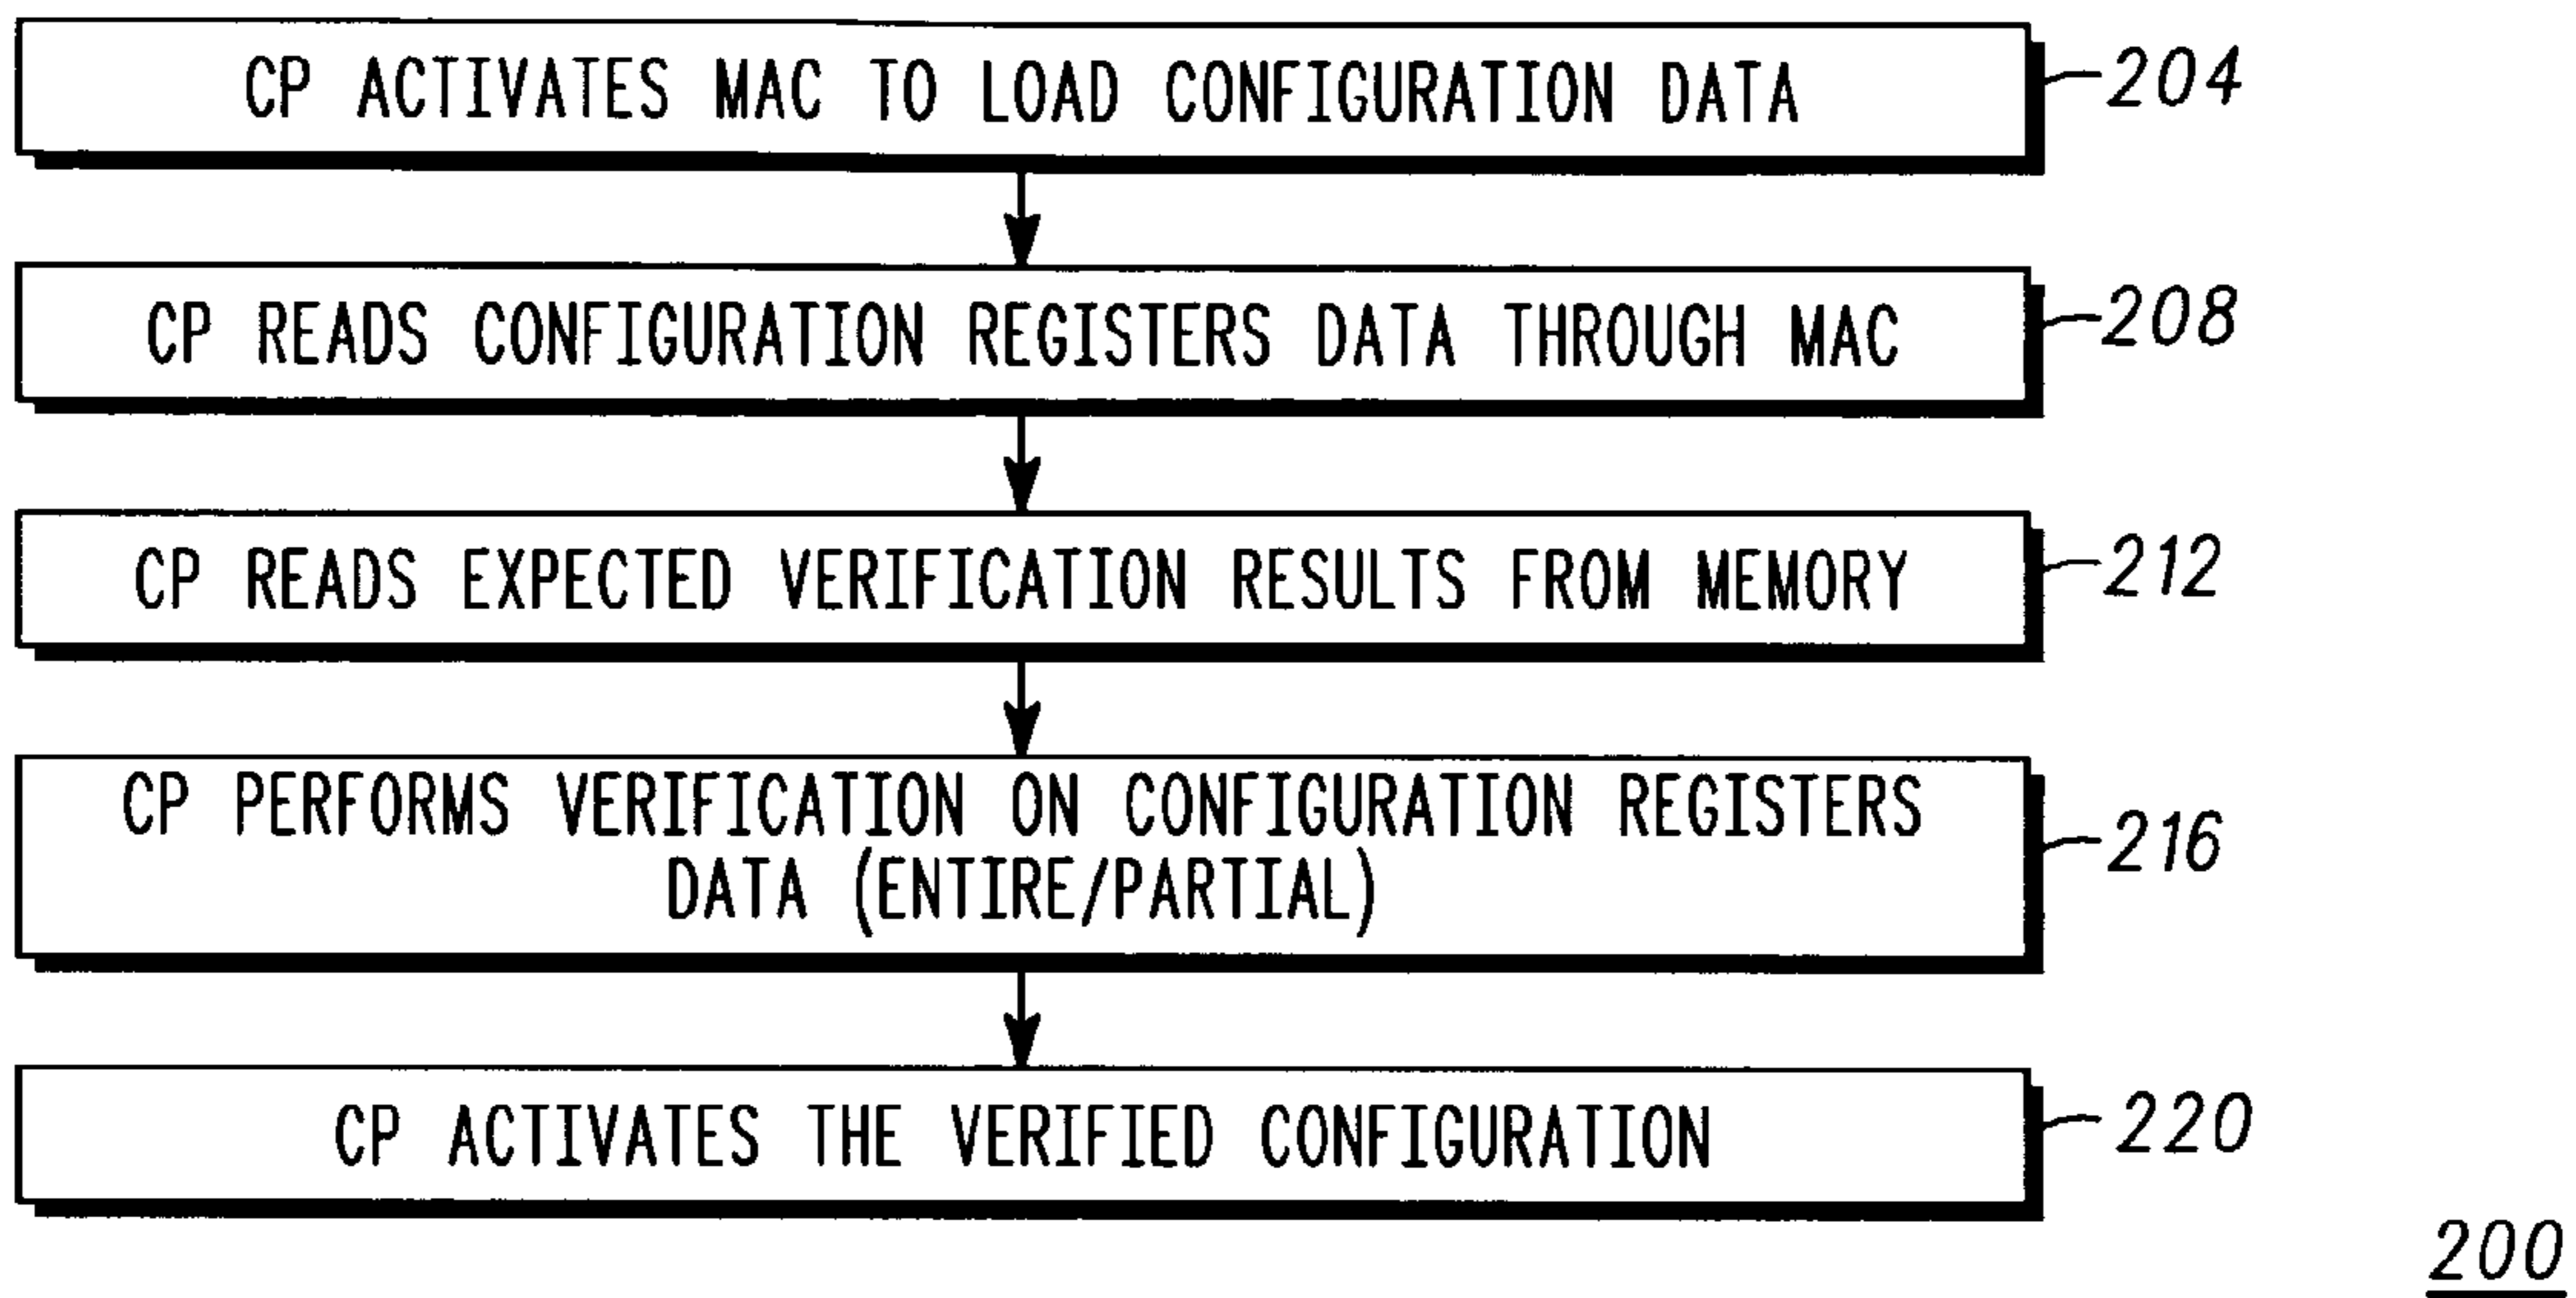 CP ACTIVATES MAC TO LOAD CONFIGURATION DATA
204
CP READS CONFIGURATION REGISTERS DATA THROUGH MAC
208
CP READS EXPECTED VERIFICATION RESULTS FROM MEMORY
212
CP PERFORMS VERIFICATION ON CONFIGURATION REGISTERS
DATA (ENTIRE/PARTIAL)
216
CP ACTIVATES THE VERIFIED CONFIGURATION
220
200